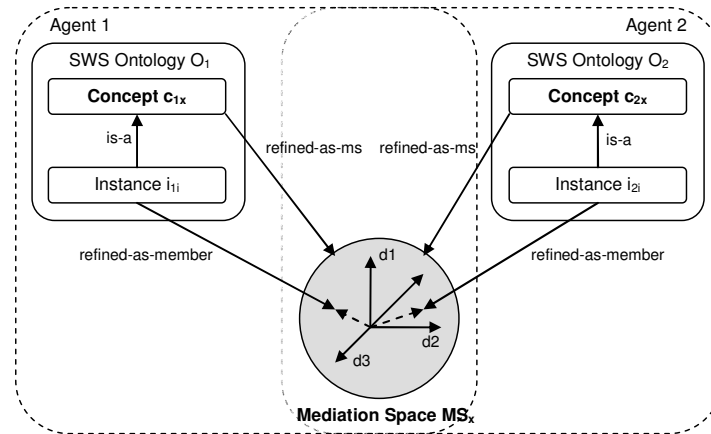 Agent 1
Agent 2
SWS Ontology O1
SWS Ontology O2
Concept c1x
Concept c2x
is-a
refined-as-ms
refined-as-ms
is-a
Instance i1i
Instance i2i
refined-as-member
d1
refined-as-member
d2
d3
Mediation Space MSx